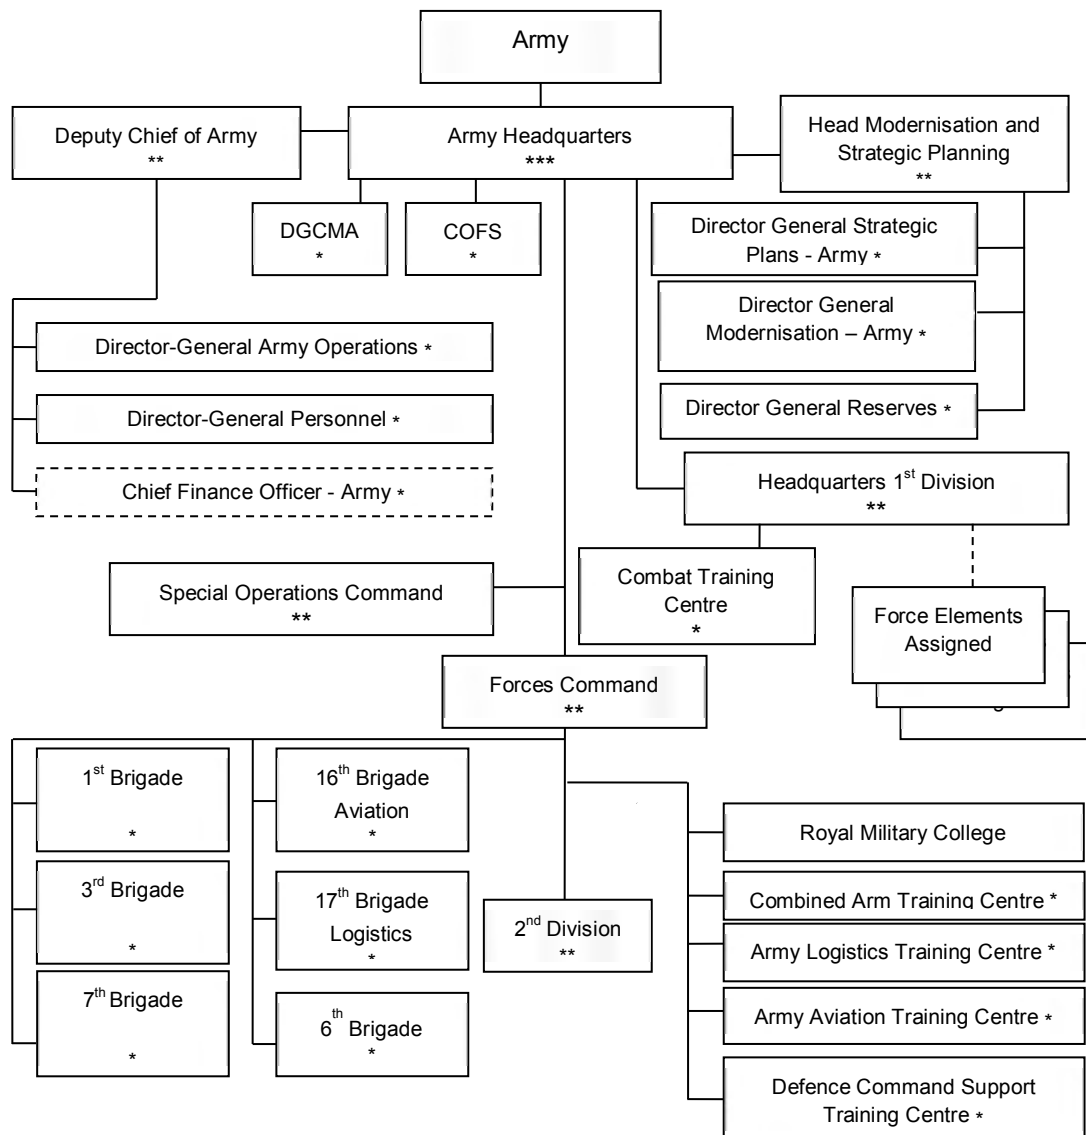 Army
Deputy Chief of Army
**
Army Headquarters
***
Head Modernisation and
Strategic Planning
**
DGCMA
*
COFS
*
Director General Strategic
Plans - Army *
Director General
Modernisation – Army *
Director General Reserves *
Director-General Army Operations *
Director-General Personnel *
Chief Finance Officer - Army *
Headquarters 1st Division
**
Special Operations Command
**
Combat Training
Centre
*
Force Elements
Assigned
Forces Command
**
1st Brigade
*
16th Brigade
Aviation
*
3rd Brigade
*
17th Brigade
Logistics
*
7th Brigade
*
6th Brigade
*
2nd Division
**
Royal Military College
Combined Arm Training Centre *
Army Logistics Training Centre *
Army Aviation Training Centre *
Defence Command Support
Training Centre *